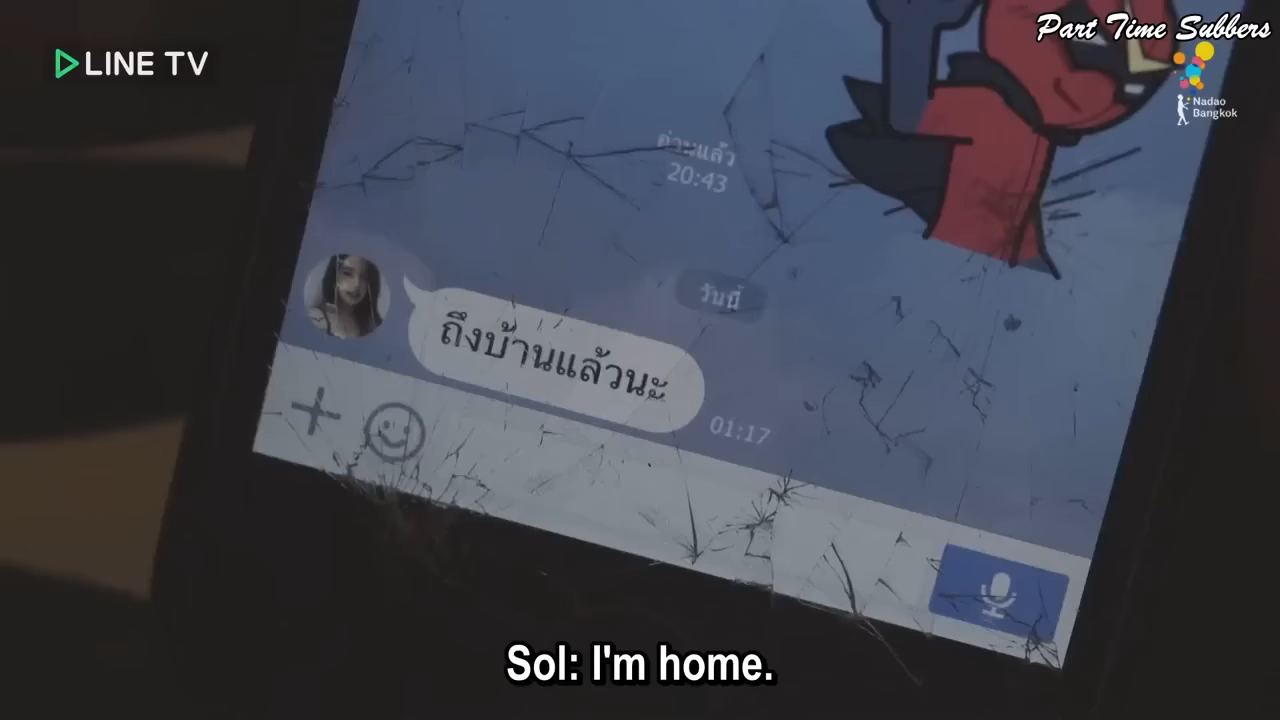 Part Time Subbers
LINE TV
Nadao
Bangkok
อ่านแล้ว
20:43
วันนี้
ถึงบ้านแล้วนะ
01:17
Sol: I'm home.